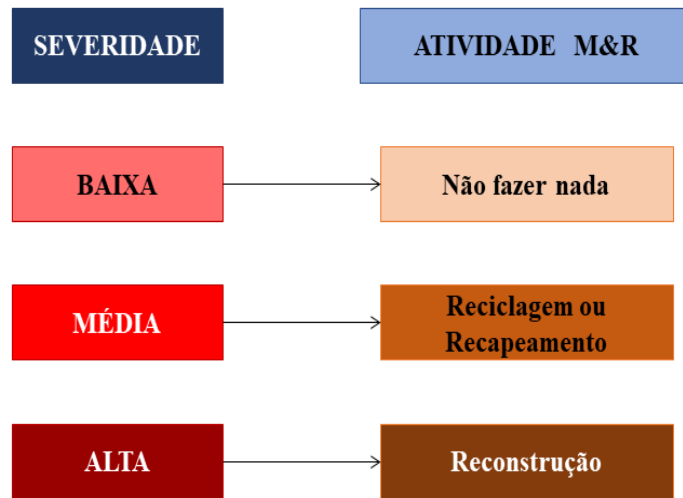 SEVERIDADE
ATIVIDADE M&R
BAIXA
Não fazer nada
MÉDIA
Reciclagem ou
Recapeamento
ALTA
Reconstrução